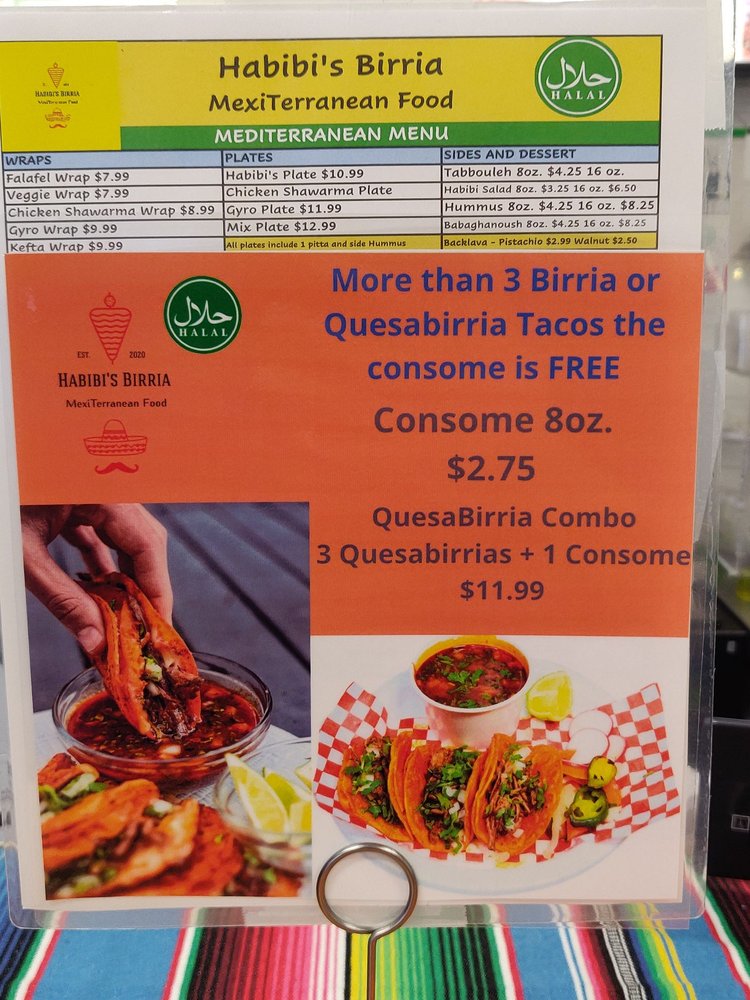 Habibi's Birria
MexiTerranean Food
حلال
HALAL
HABIBI'S BIRRIA
MexiTerranean Food
MEDITERRANEAN MENU
WRAPS
Falafel Wrap $7.99
Veggie Wrap $7.99
Chicken Shawarma Wrap $8.99
Gyro Wrap $9.99
Kefta Wrap $9.99
PLATES
Habibi's Plate $10.99
Chicken Shawarma Plate
Gyro Plate $11.99
Mix Plate $12.99
All plates include 1 pitta and side Hummus
SIDES AND DESSERT
Tabbouleh 8oz. $4.25 16 oz.
Habibi Salad 8oz. $3.25 16 oz. $6.50
Hummus 8oz. $4.25 16 oz. $8.25
Babaghanoush 8oz. $4.25 16 oz. $8.25
Backlava - Pistachio $2.99 Walnut $2.50
حلال
HALAL
EST. 2020
HABIBI'S BIRRIA
MexiTerranean Food
More than 3 Birria or
Quesabirria Tacos the
consome is FREE
Consome 8oz.
$2.75
QuesaBirria Combo
3 Quesabirrias + 1 Consome
$11.99